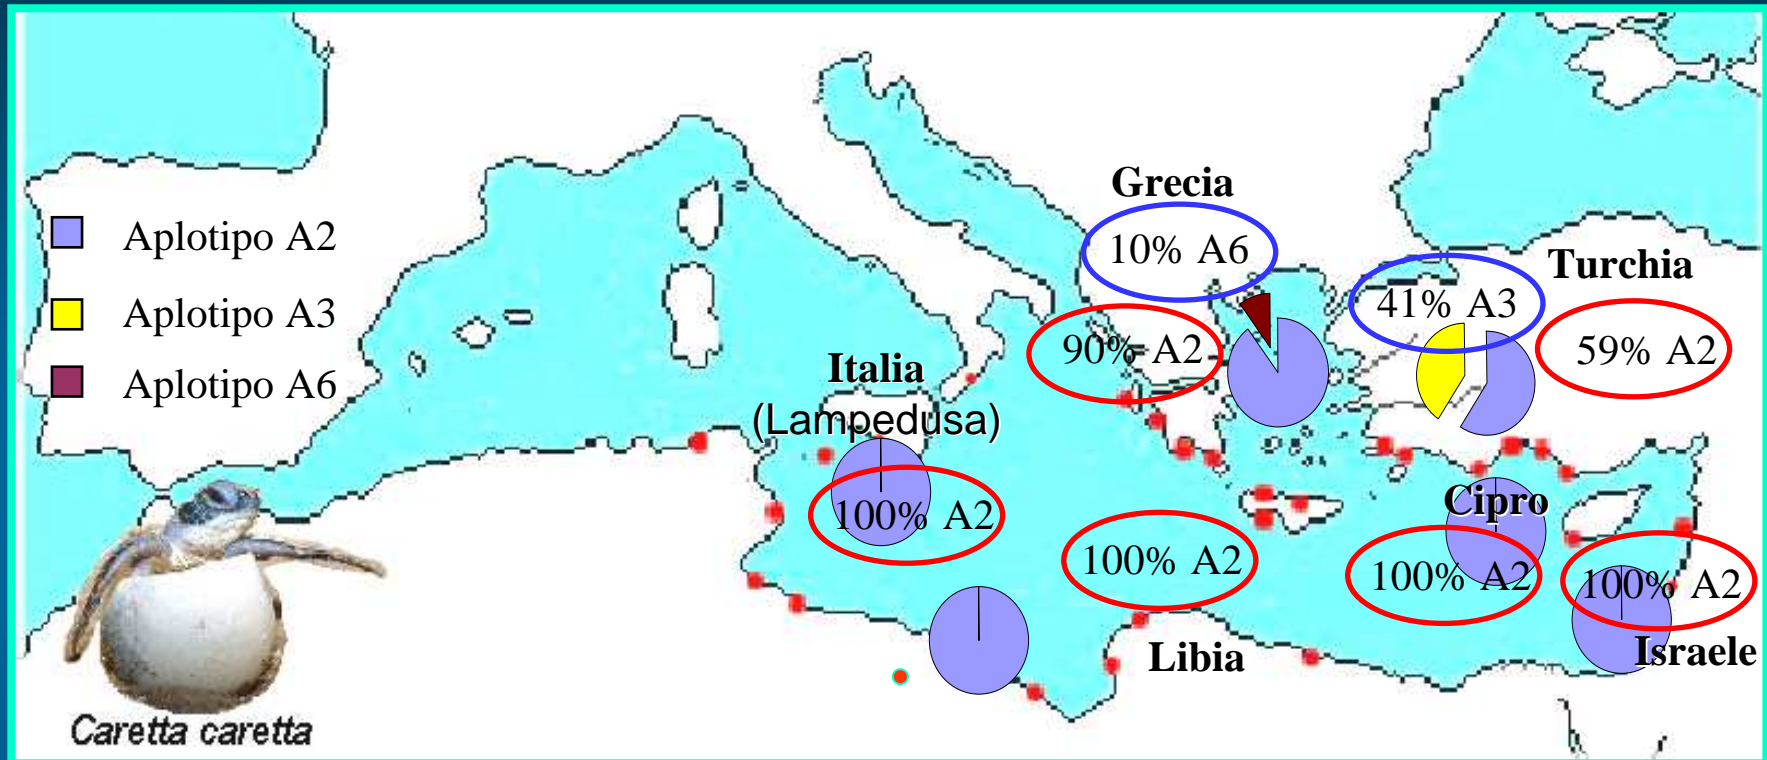 Aplotipo A2
Aplotipo A3
Aplotipo A6
Caretta caretta
Italia
(Lampedusa)
100% A2
Grecia
10% A6
90% A2
Turchia
41% A3
59% A2
100% A2
Libia
Cipro
100% A2
100% A2
Israele